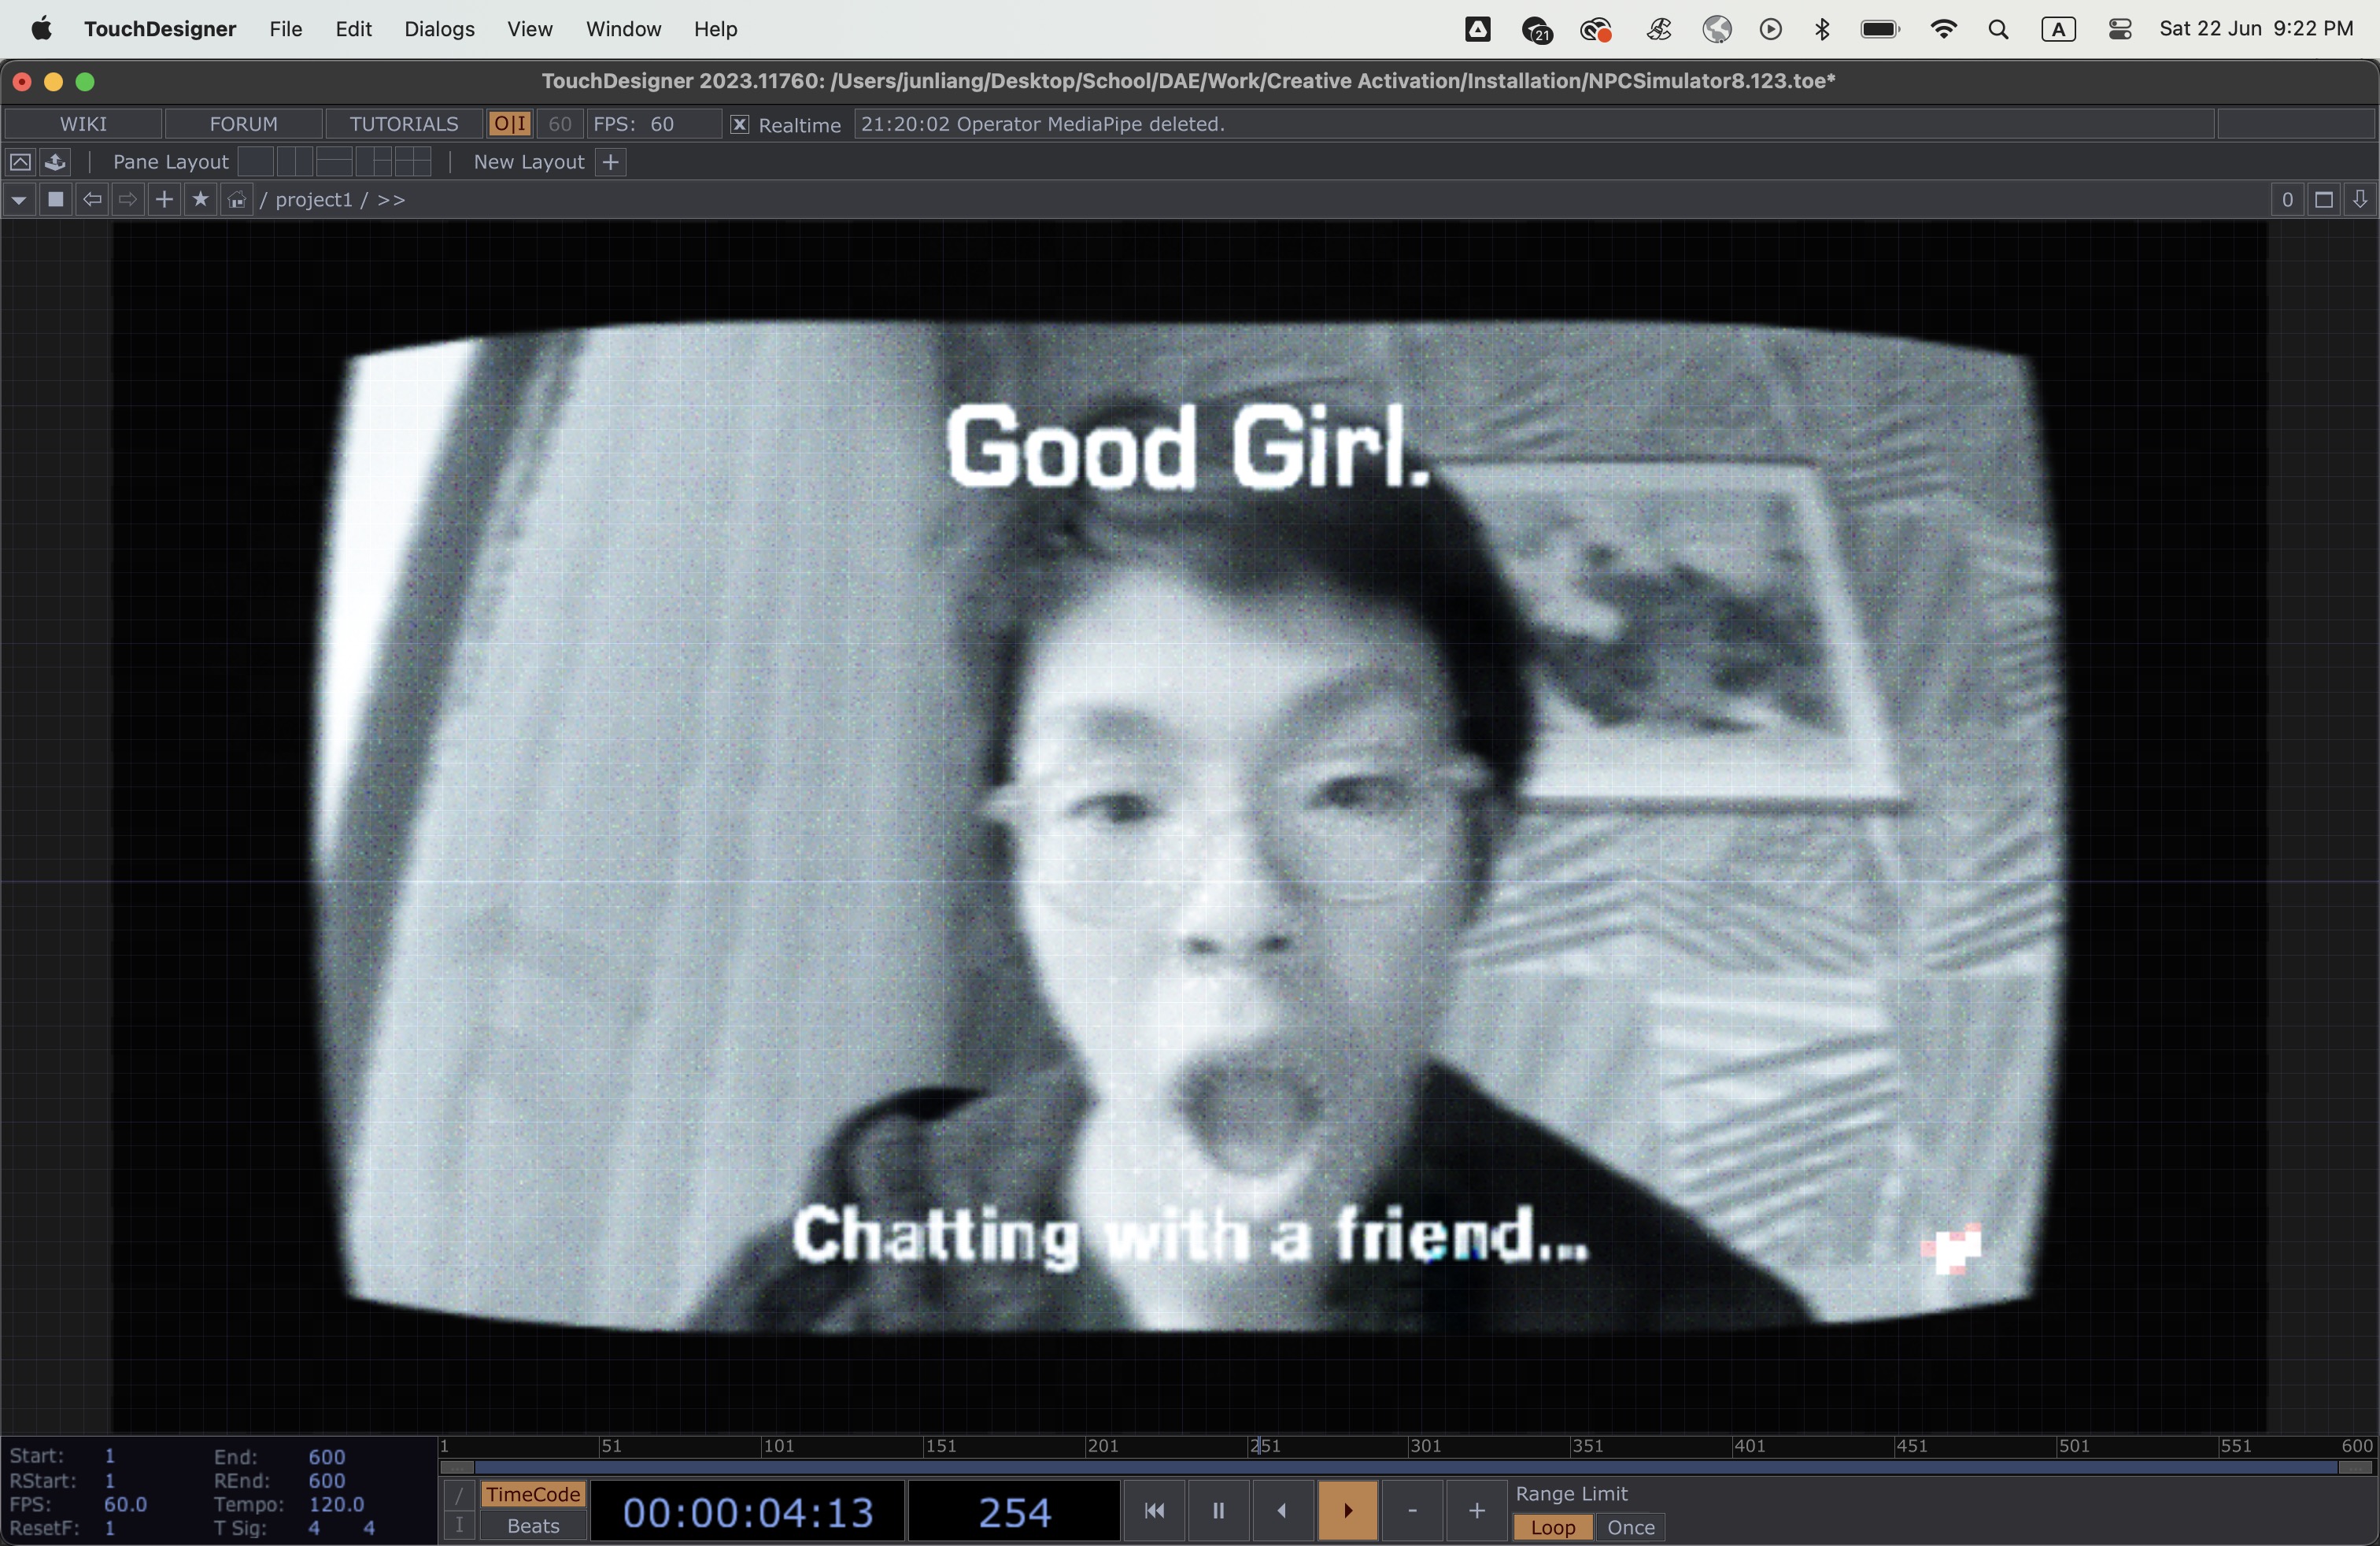 TouchDesigner File Edit Dialogs View Window Help 21 A Sat 22 Jun 9:22 PM
TouchDesigner 2023.11760: /Users/junliang/Desktop/School/DAE/Work/Creative Activation/Installation/NPCSimulator8.123.toe*
WIKI FORUM TUTORIALS O|I 60 FPS: 60 X Realtime 21:20:02 Operator MediaPipe deleted.
Pane Layout New Layout +
/ project1 / >> 0
Good Girl.
Chatting with a friend...
1 51 101 151 201 251 301 351 401 451 501 551 600
Start: 1 End: 600
RStart: 1 REnd: 600
FPS: 60.0 Tempo: 120.0
ResetF: 1 T Sig: 4 4
/ TimeCode
I Beats
00:00:04:13 254 - +
Range Limit
Loop Once